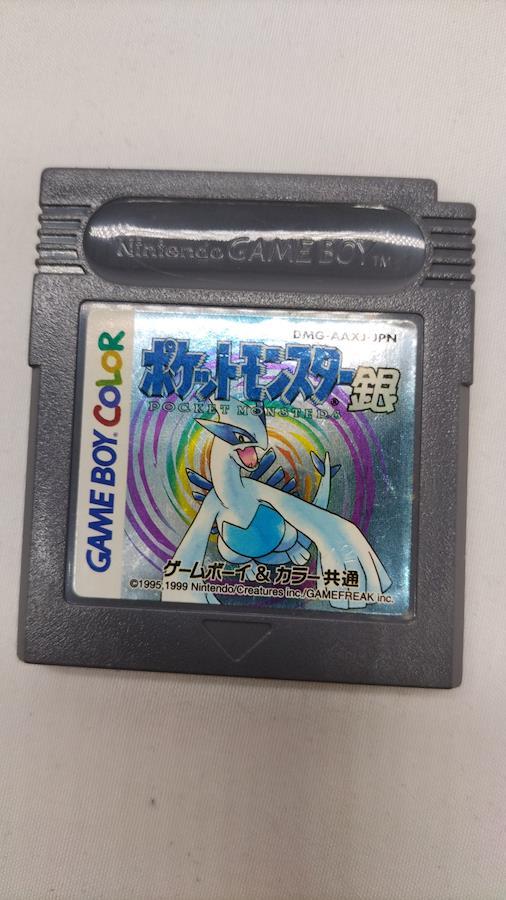 Nintendo GAME BOY TM
DMG-AAXJ-JPN
ポケットモンスター銀
POCKET MONSTERS
GAME BOY COLOR
ゲームボーイ & カラー共通
©1995,1999 Nintendo/Creatures inc./GAMEFREAK inc.